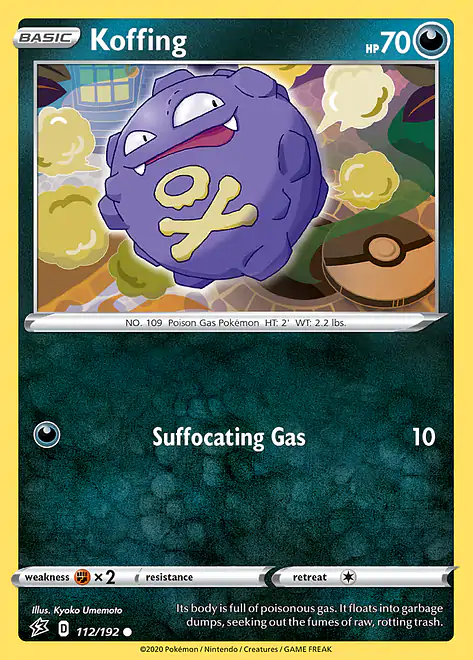 BASIC Koffing HP 70
NO. 109 Poison Gas Pokémon HT: 2' WT: 2.2 lbs.
Suffocating Gas 10
weakness ×2 resistance retreat
Illus. Kyoko Umemoto
D 112/192
Its body is full of poisonous gas. It floats into garbage
dumps, seeking out the fumes of raw, rotting trash.
©2020 Pokémon / Nintendo / Creatures / GAME FREAK